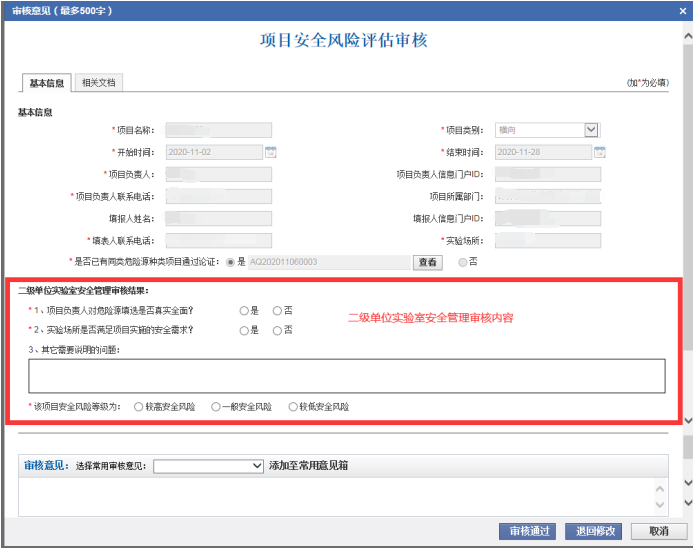 审核意见（最多500字） ×
项目安全风险评估审核
基本信息 相关文档 (加*为必填)
基本信息
*项目名称： *项目类别： 横向
*开始时间： 2020-11-02 *结束时间： 2020-11-28
*项目负责人： 项目负责人信息门户ID：
*项目负责人联系电话： 项目所属部门：
填报人姓名： 填报人信息门户ID：
*填表人联系电话： *实验场所：
*是否已有同类危险源种类项目通过论证： 是 AQ202011060003 查看 否
二级单位实验室安全管理审核结果：
*1、项目负责人对危险源填选是否真实全面？ 是 否
二级单位实验室安全管理审核内容
*2、实验场所是否满足项目实施的安全需求？ 是 否
3、其它需要说明的问题：
*该项目安全风险等级为： 较高安全风险 一般安全风险 较低安全风险
审核意见： 选择常用审核意见： 添加至常用意见箱
审核通过 退回修改 取消